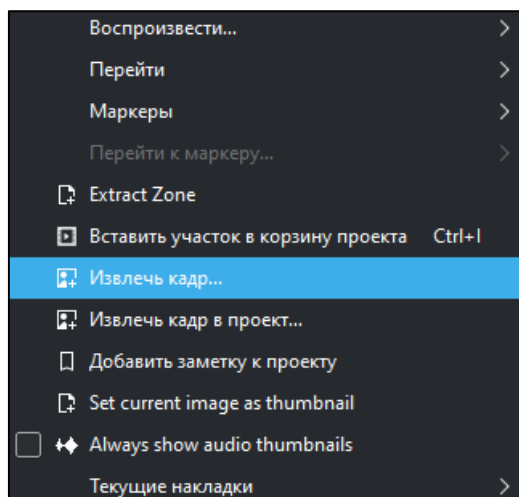 Воспроизвести...
Перейти
Маркеры
Перейти к маркеру...
Extract Zone
Вставить участок в корзину проекта Ctrl+I
Извлечь кадр...
Извлечь кадр в проект...
Добавить заметку к проекту
Set current image as thumbnail
Always show audio thumbnails
Текущие накладки